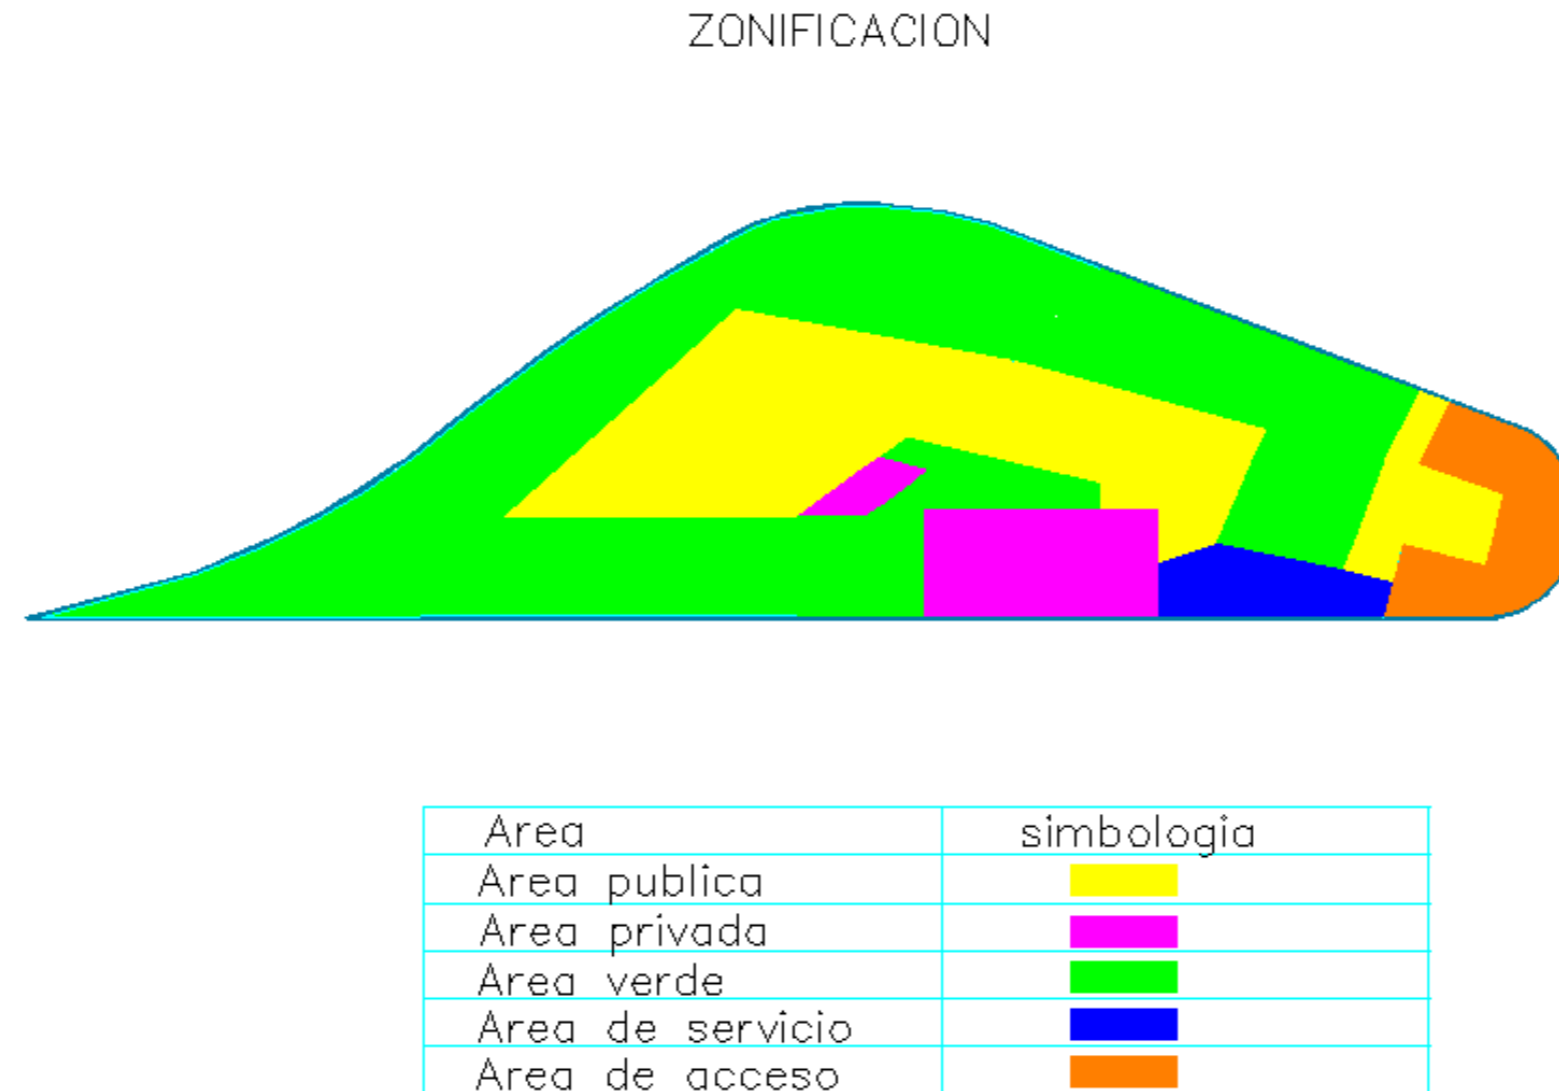 ZONIFICACION
Area simbologia
Area publica
Area privada
Area verde
Area de servicio
Area de acceso